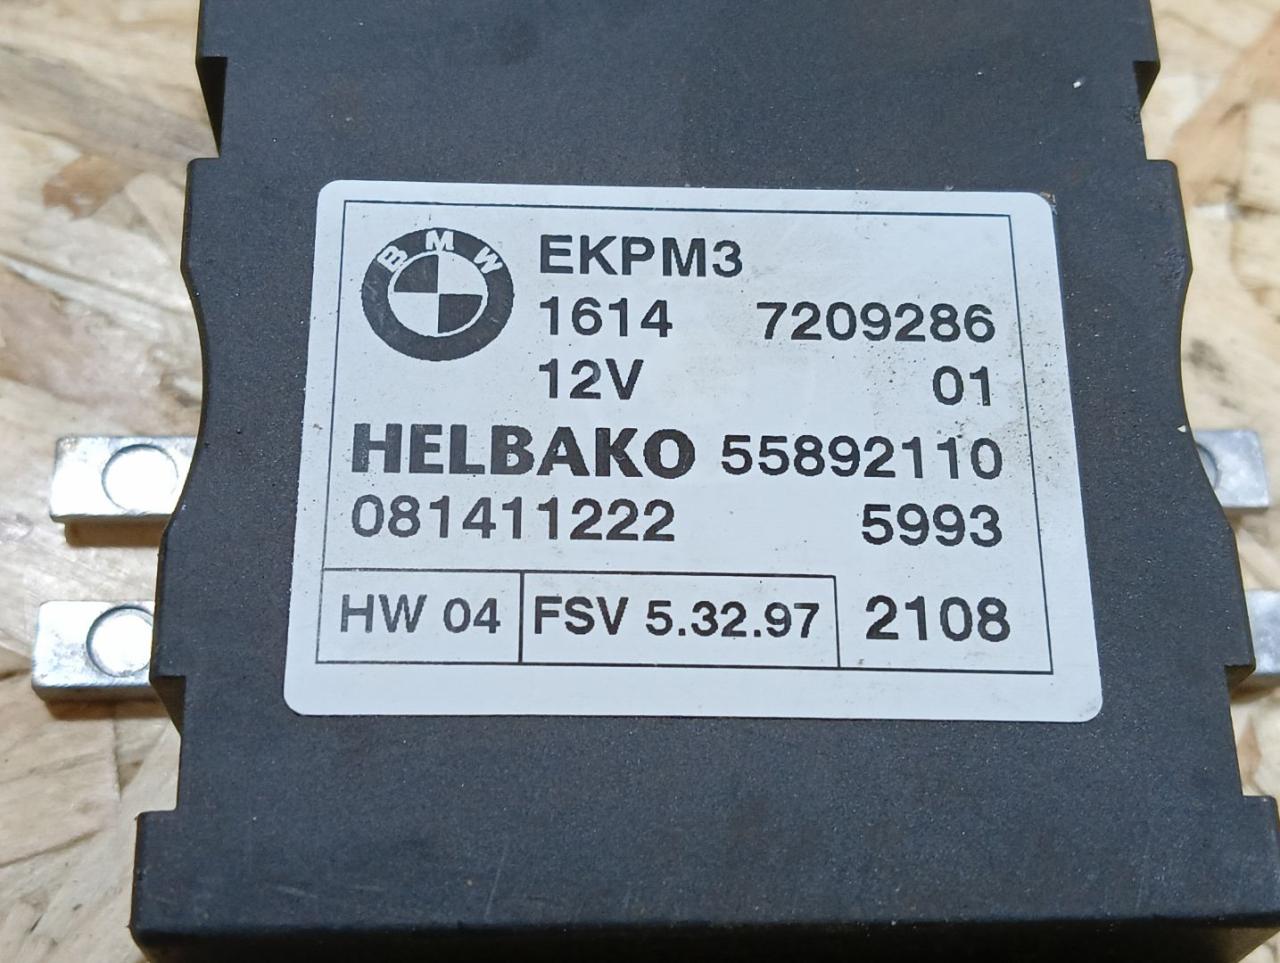 BMW
EKPM3
1614 7209286
12V 01
HELBAKO 55892110
081411222 5993
HW 04 FSV 5.32.97 2108